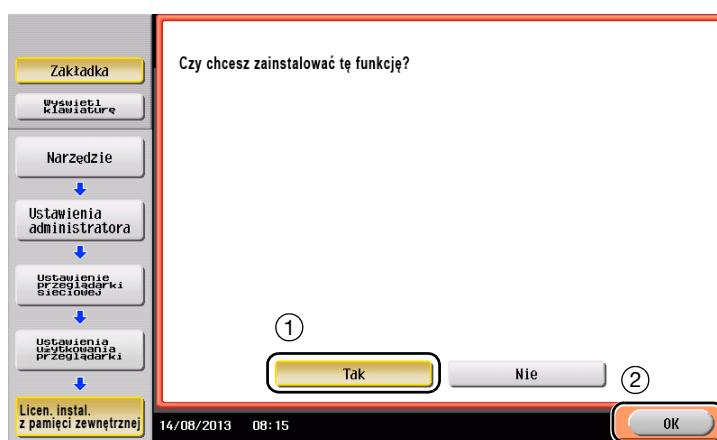 Zakładka
Wyświetl
klawiaturę
Narzędzie
Ustawienia
administratora
Ustawienie
przeglądarki
sieciowej
Ustawienia
użytkowania
przeglądarki
Licen. instal.
z pamięci zewnętrznej
Czy chcesz zainstalować tę funkcję?
1
Tak
Nie
2
14/08/2013 08:15
OK